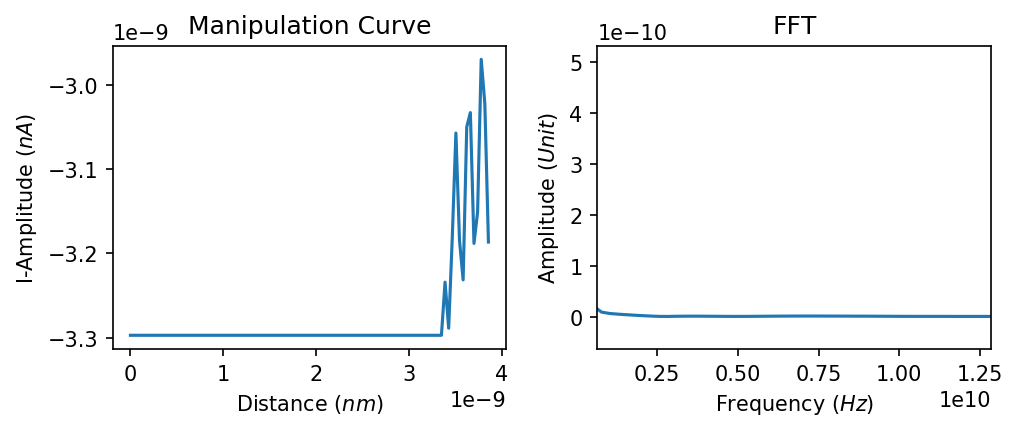 Manipulation Curve
1e−9
I-Amplitude (nA)
−3.0
−3.1
−3.2
−3.3
0 1 2 3 4
Distance (nm)
1e−9
FFT
1e−10
Amplitude (Unit)
5
4
3
2
1
0
0.25 0.50 0.75 1.00 1.25
Frequency (Hz)
1e10